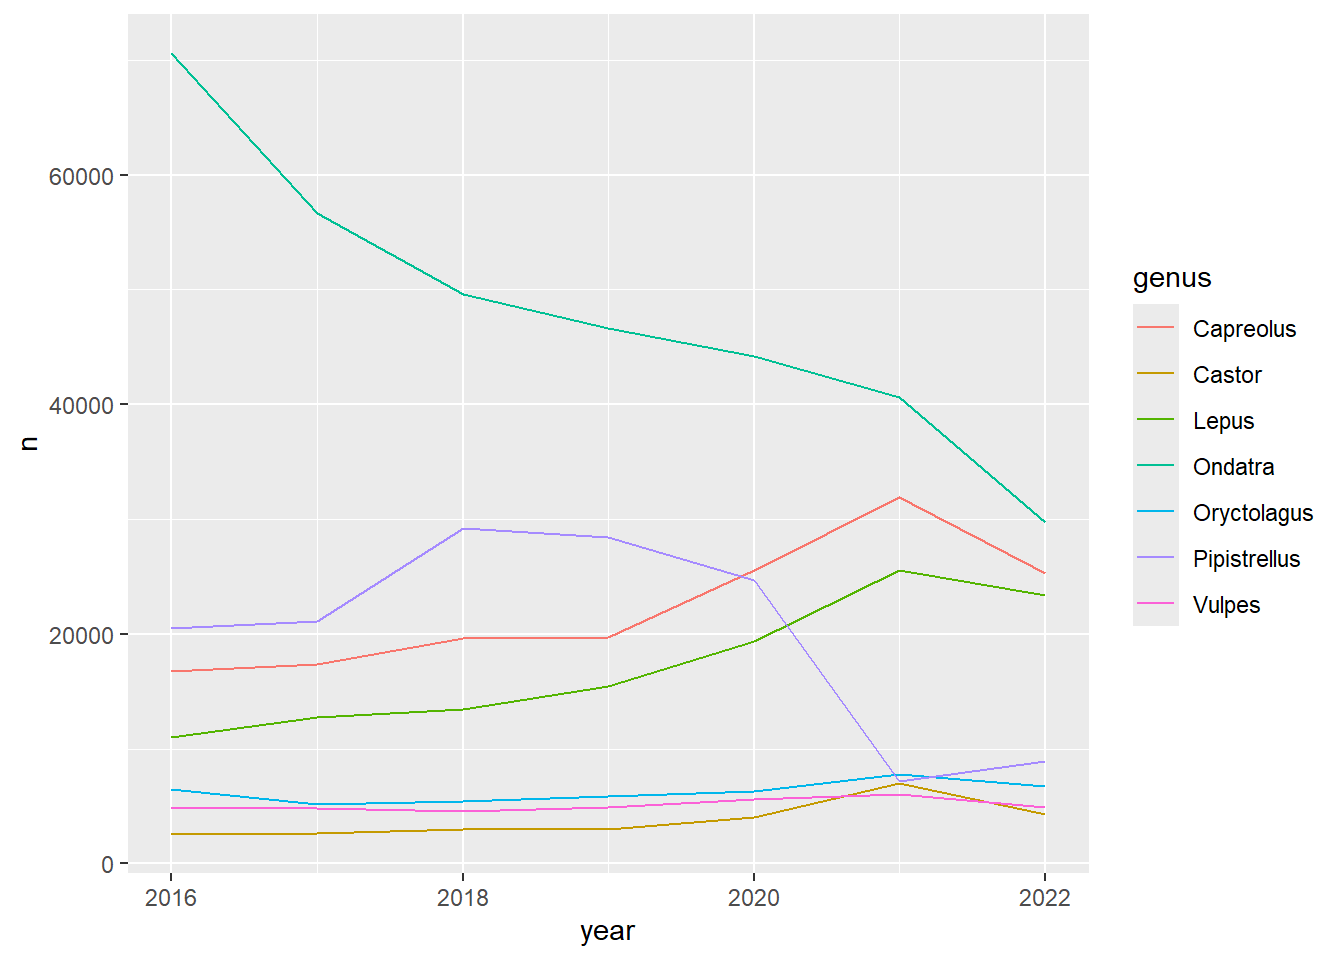 60000
40000
20000
0
n
2016
2018
2020
2022
year
genus
Capreolus
Castor
Lepus
Ondatra
Oryctolagus
Pipistrellus
Vulpes